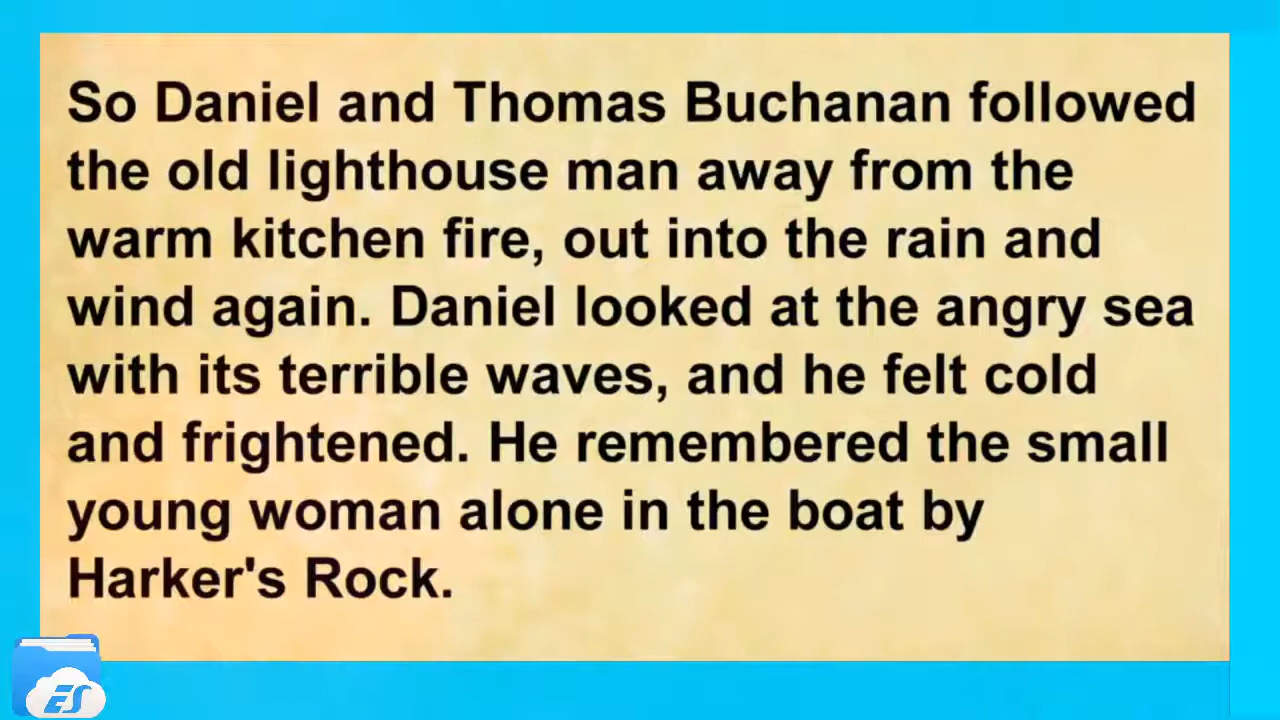 So Daniel and Thomas Buchanan followed
the old lighthouse man away from the
warm kitchen fire, out into the rain and
wind again. Daniel looked at the angry sea
with its terrible waves, and he felt cold
and frightened. He remembered the small
young woman alone in the boat by
Harker's Rock.
ES